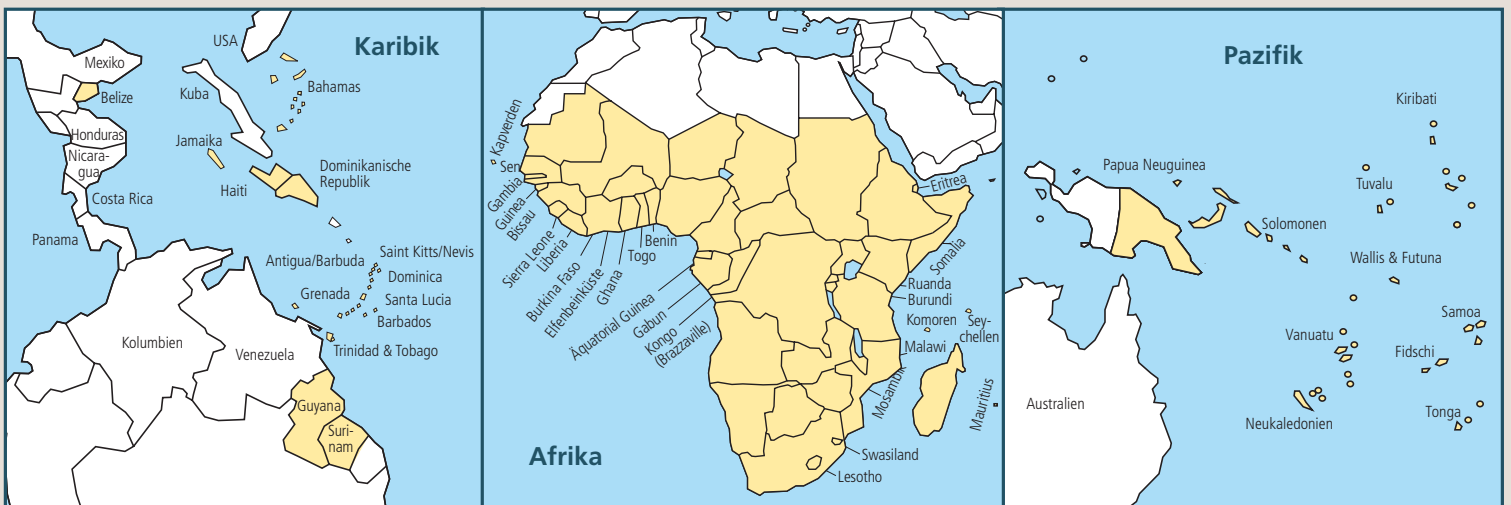 Karibik
USA
Mexiko
Belize
Kuba
Bahamas
Honduras
Jamaika
Nicara-
gua
Haiti
Dominikanische
Republik
Costa Rica
Panama
Saint Kitts/Nevis
Antigua/Barbuda
Dominica
Grenada
Santa Lucia
Barbados
Kolumbien
Venezuela
Trinidad & Tobago
Guyana
Suri-
nam
Afrika
Kapverden
Sen
Gambia
Guinea
Bissau
Sierra Leone
Liberia
Burkina Faso
Elfenbeinküste
Ghana
Togo
Benin
Äquatorial Guinea
Gabun
Kongo
(Brazzaville)
Eritrea
Somalia
Ruanda
Burundi
Komoren
Sey-
chellen
Malawi
Mosambik
Mauritius
Swasiland
Lesotho
Pazifik
Kiribati
Papua Neuguinea
Tuvalu
Solomonen
Wallis & Futuna
Samoa
Vanuatu
Fidschi
Australien
Neukaledonien
Tonga